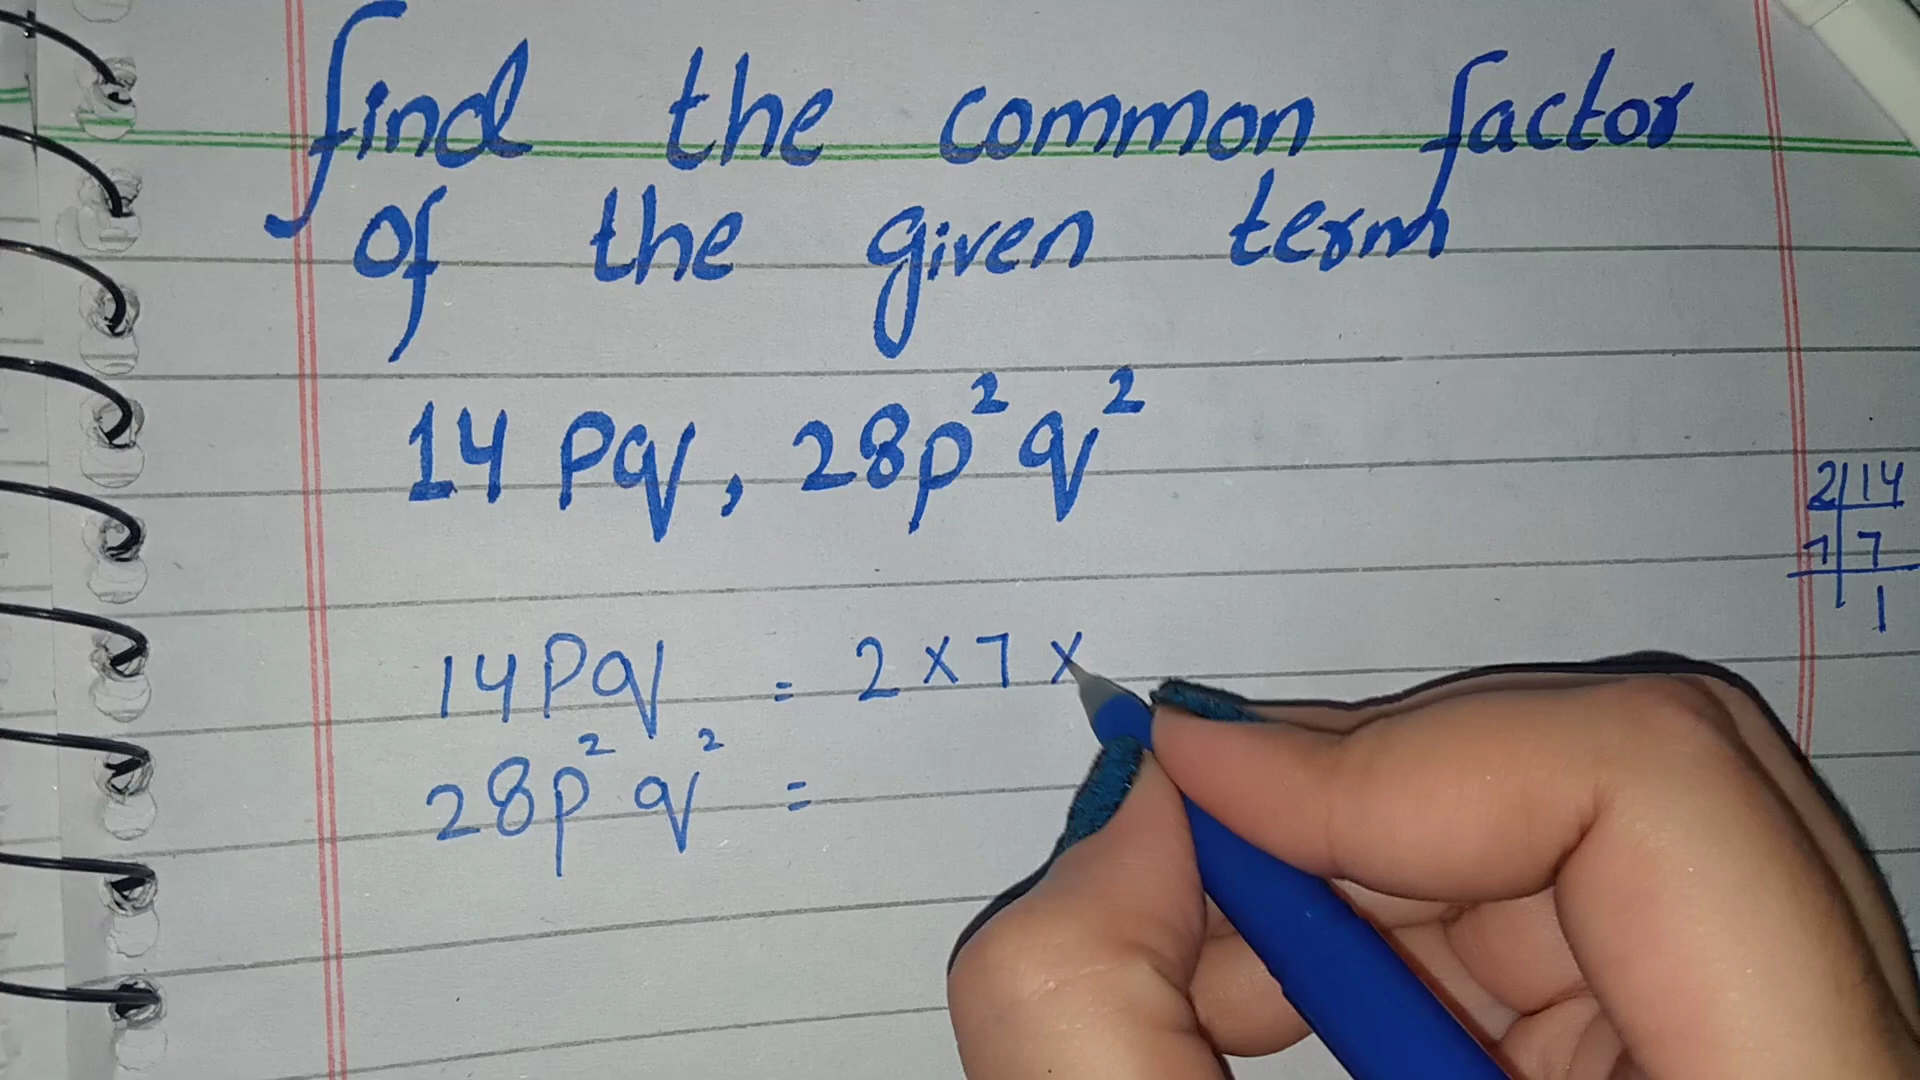 find the common factor
of the given term
14 pq, 28p²q²
2 14
7 7
1
14pq = 2 × 7 ×
28p²q² =